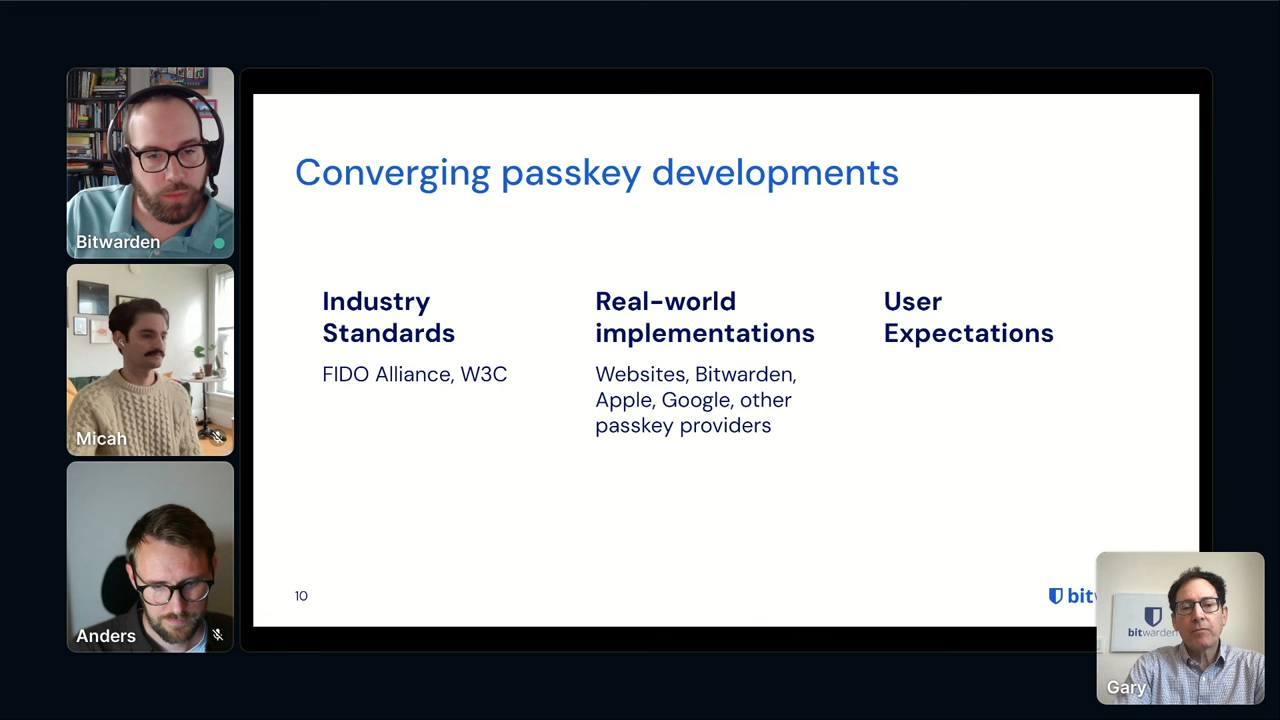 Converging passkey developments
Industry
Standards
FIDO Alliance, W3C
Real-world
implementations
Websites, Bitwarden,
Apple, Google, other
passkey providers
User
Expectations
10
bitw
Bitwarden
Micah
Anders
bitwarden
Gary